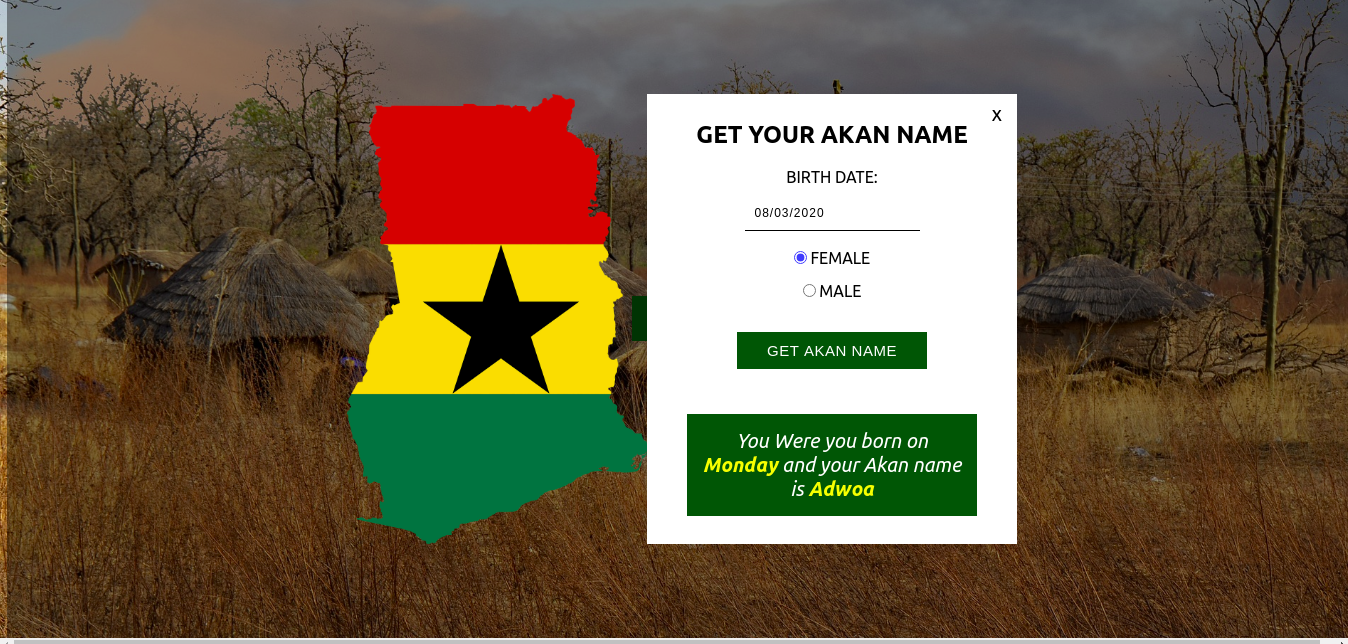 X
GET YOUR AKAN NAME
BIRTH DATE:
08/03/2020
FEMALE
MALE
GET AKAN NAME
You Were you born on
Monday and your Akan name
is Adwoa